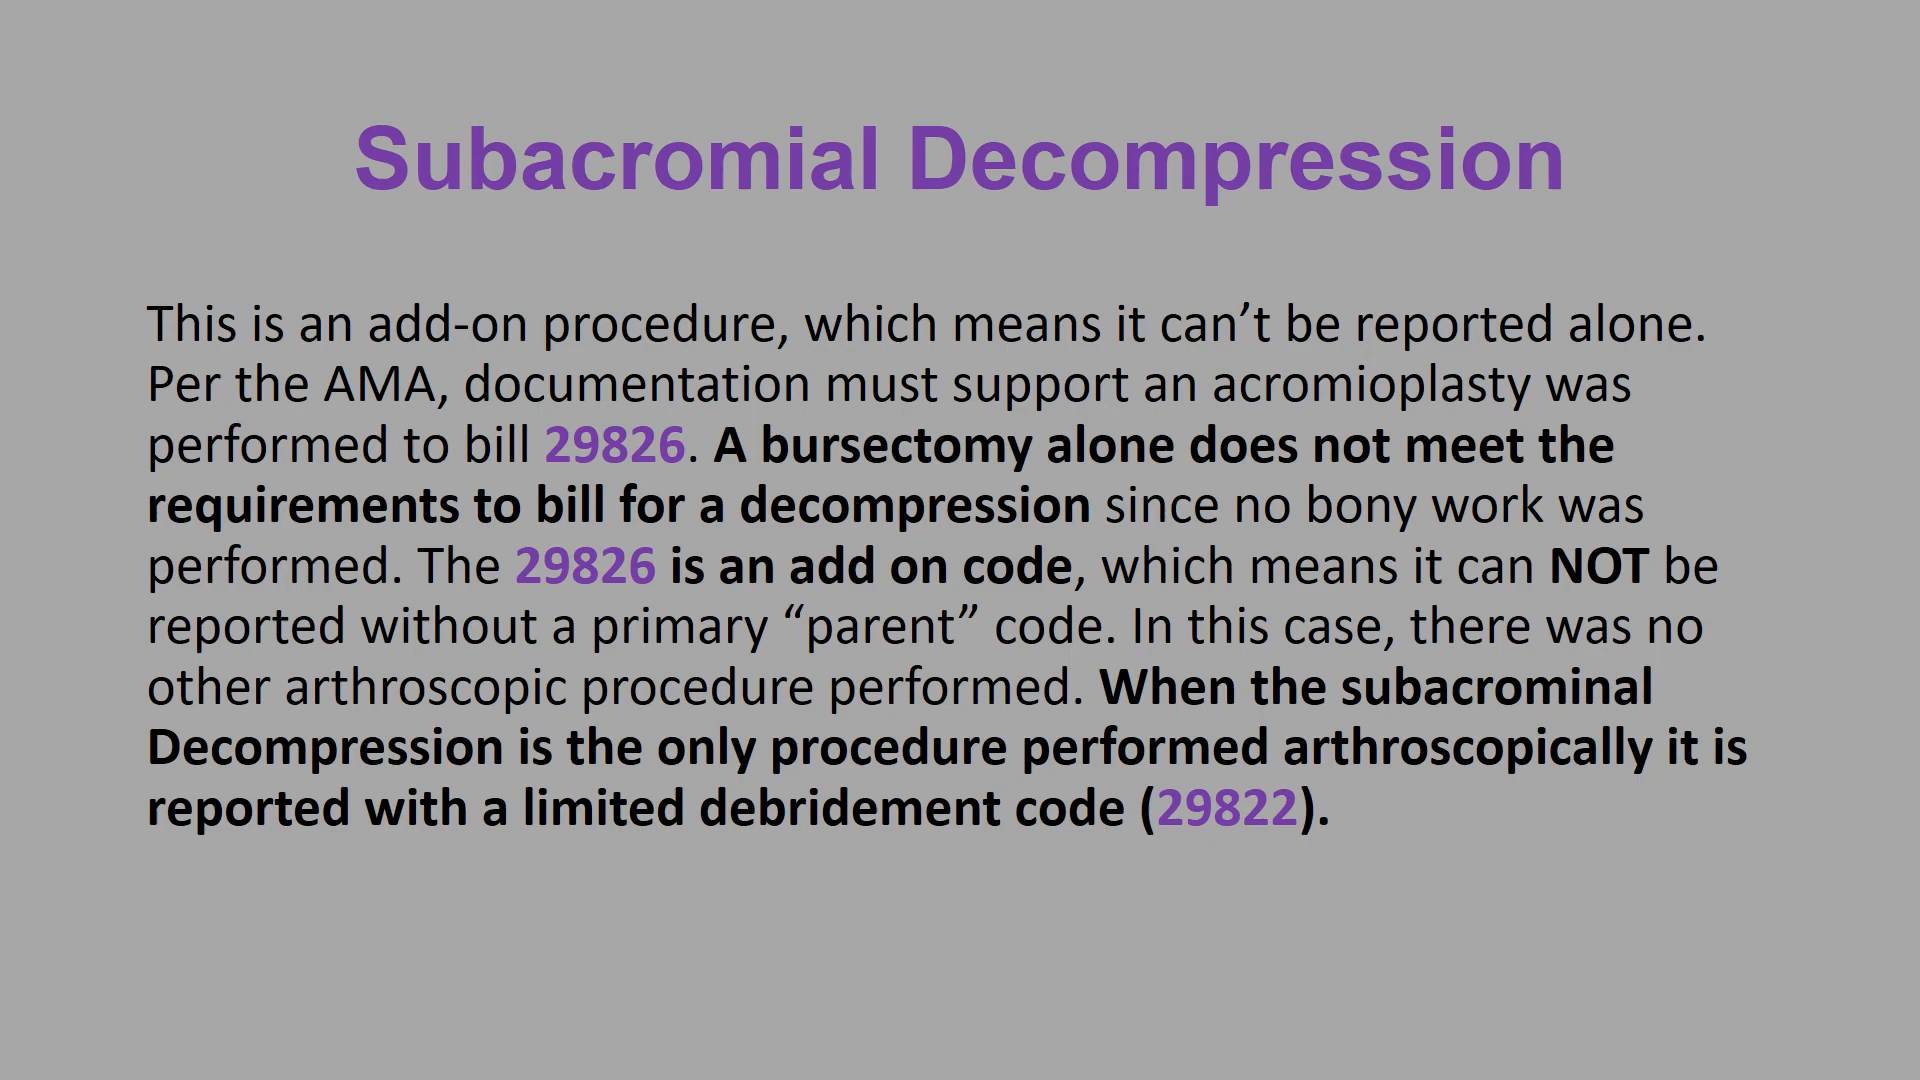 Subacromial Decompression
This is an add-on procedure, which means it can’t be reported alone.
Per the AMA, documentation must support an acromioplasty was
performed to bill 29826. A bursectomy alone does not meet the
requirements to bill for a decompression since no bony work was
performed. The 29826 is an add on code, which means it can NOT be
reported without a primary “parent” code. In this case, there was no
other arthroscopic procedure performed. When the subacrominal
Decompression is the only procedure performed arthroscopically it is
reported with a limited debridement code (29822).